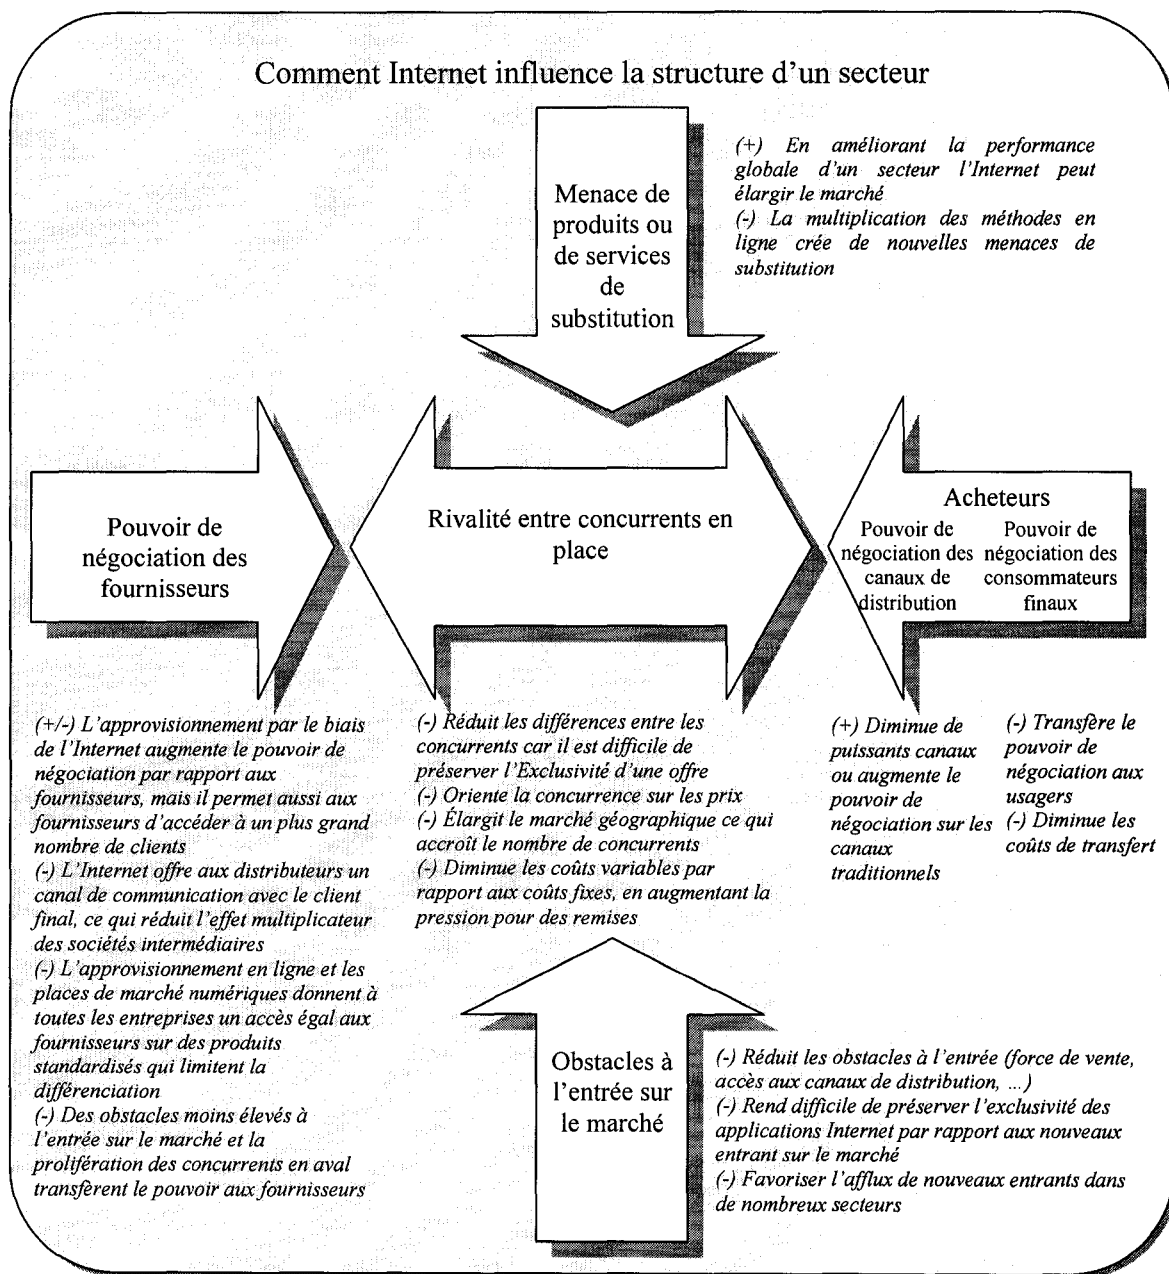 Comment Internet influence la structure d'un secteur
Menace de
produits ou
de services
de
substitution
(+) En améliorant la performance
globale d'un secteur l'Internet peut
élargir le marché
(-) La multiplication des méthodes en
ligne crée de nouvelles menaces de
substitution
Pouvoir de
négociation des
fournisseurs
Rivalité entre concurrents en
place
Acheteurs
Pouvoir de
négociation des
canaux de
distribution
Pouvoir de
négociation des
consommateurs
finaux
(+/-) L'approvisionnement par le biais
de l'Internet augmente le pouvoir de
négociation par rapport aux
fournisseurs, mais il permet aussi aux
fournisseurs d'accéder à un plus grand
nombre de clients
(-) L'Internet offre aux distributeurs un
canal de communication avec le client
final, ce qui réduit l'effet multiplicateur
des sociétés intermédiaires
(-) L'approvisionnement en ligne et les
places de marché numériques donnent à
toutes les entreprises un accès égal aux
fournisseurs sur des produits
standardisés qui limitent la
différenciation
(-) Des obstacles moins élevés à
l'entrée sur le marché et la
prolifération des concurrents en aval
transfèrent le pouvoir aux fournisseurs
(-) Réduit les différences entre les
concurrents car il est difficile de
préserver l'Exclusivité d'une offre
(-) Oriente la concurrence sur les prix
(-) Élargit le marché géographique ce qui
accroît le nombre de concurrents
(-) Diminue les coûts variables par
rapport aux coûts fixes, en augmentant la
pression pour des remises
(+) Diminue de
puissants canaux
ou augmente le
pouvoir de
négociation sur les
canaux
traditionnels
(-) Transfère le
pouvoir de
négociation aux
usagers
(-) Diminue les
coûts de transfert
Obstacles à
l'entrée sur
le marché
(-) Réduit les obstacles à l'entrée (force de vente,
accès aux canaux de distribution, ...)
(-) Rend difficile de préserver l'exclusivité des
applications Internet par rapport aux nouveaux
entrant sur le marché
(-) Favoriser l'afflux de nouveaux entrants dans
de nombreux secteurs